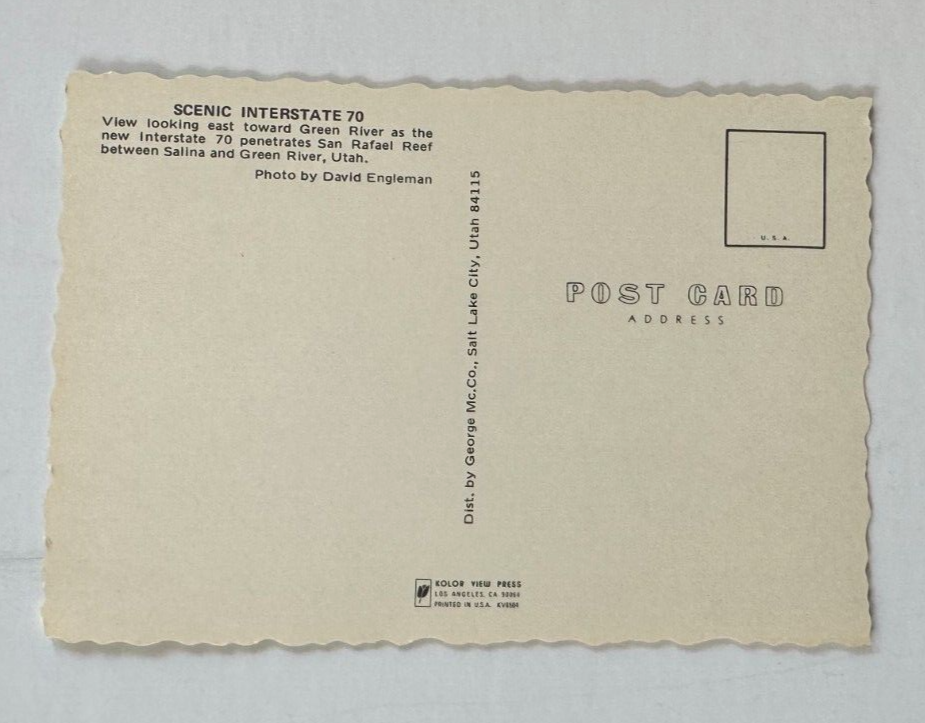 SCENIC INTERSTATE 70
View looking east toward Green River as the
new Interstate 70 penetrates San Rafael Reef
between Salina and Green River, Utah.
Photo by David Engleman
Dist. by George Mc.Co., Salt Lake City, Utah 84115
U. S. A.
POST CARD
ADDRESS
KOLOR VIEW PRESS
LOS ANGELES, CA
PRINTED IN U.S.A.